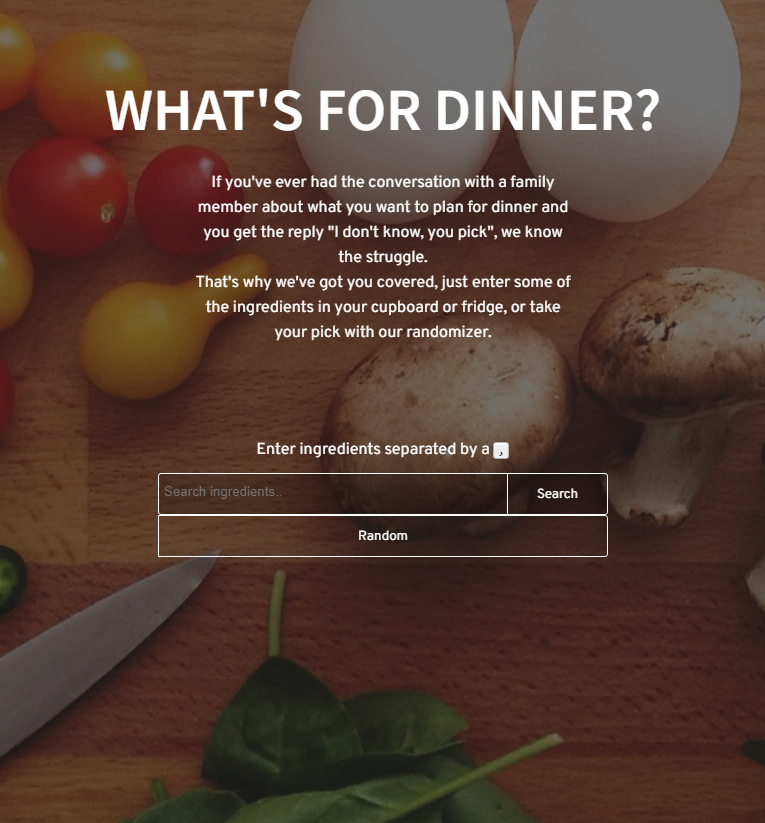 WHAT'S FOR DINNER?
If you've ever had the conversation with a family
member about what you want to plan for dinner and
you get the reply "I don't know, you pick", we know
the struggle.
That's why we've got you covered, just enter some of
the ingredients in your cupboard or fridge, or take
your pick with our randomizer.
Enter ingredients separated by a ,
Search ingredients.. Search
Random